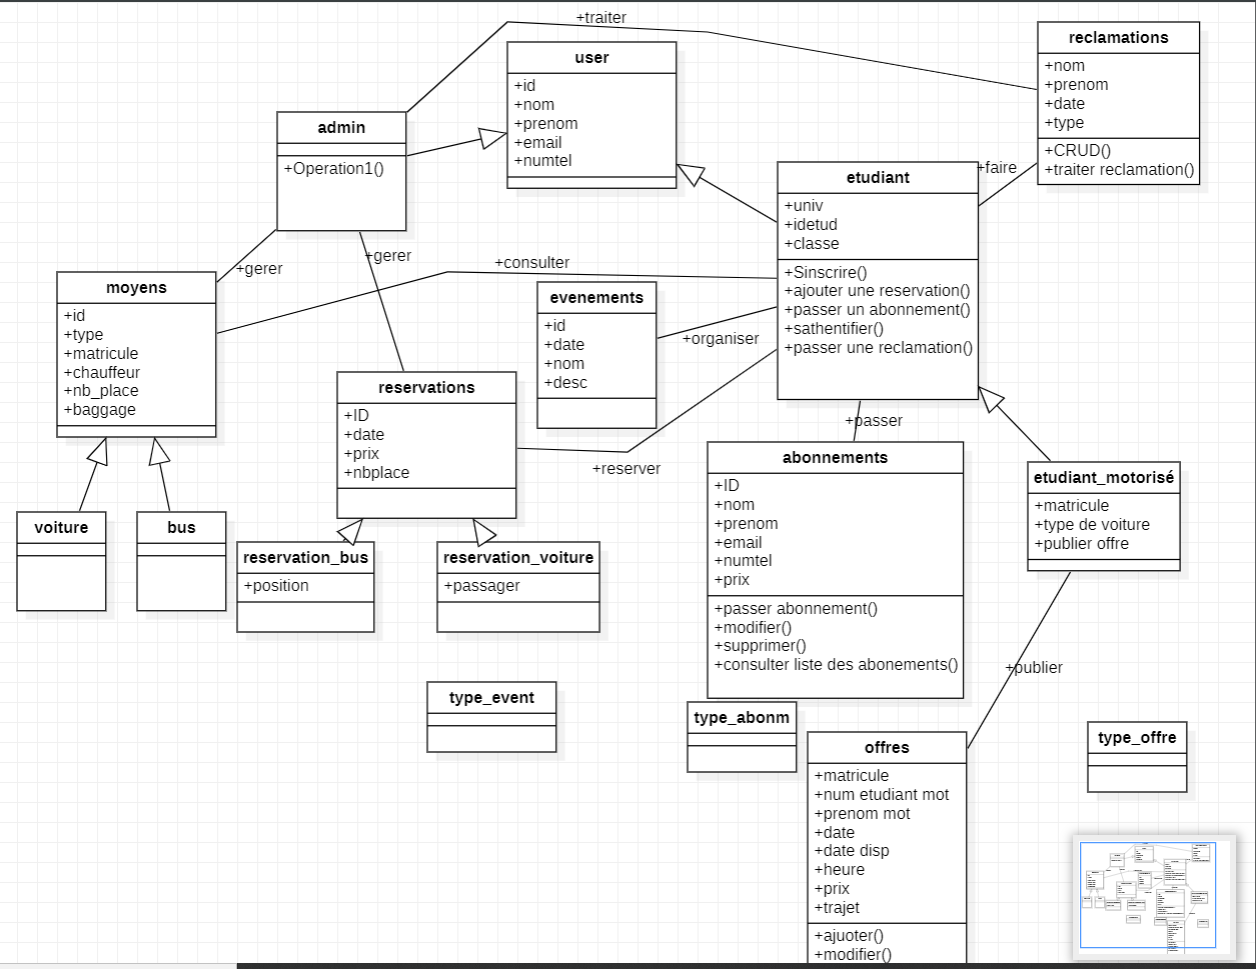 +traiter
user
+id
+nom
+prenom
+email
+numtel
reclamations
+nom
+prenom
+date
+type
+CRUD()
+traiter reclamation()
admin
+Operation1()
+faire
etudiant
+univ
+idetud
+classe
+Sinscrire()
+ajouter une reservation()
+passer un abonnement()
+sathentifier()
+passer une reclamation()
+gerer
+gerer
+consulter
moyens
+id
+type
+matricule
+chauffeur
+nb_place
+baggage
evenements
+id
+date
+nom
+desc
+organiser
reservations
+ID
+date
+prix
+nbplace
+reserver
+passer
abonnements
+ID
+nom
+prenom
+email
+numtel
+prix
+passer abonnement()
+modifier()
+supprimer()
+consulter liste des abonements()
etudiant_motorisé
+matricule
+type de voiture
+publier offre
voiture
bus
reservation_bus
+position
reservation_voiture
+passager
+publier
type_event
type_abonm
type_offre
offres
+matricule
+num etudiant mot
+prenom mot
+date
+date disp
+heure
+prix
+trajet
+ajuoter()
+modifier()